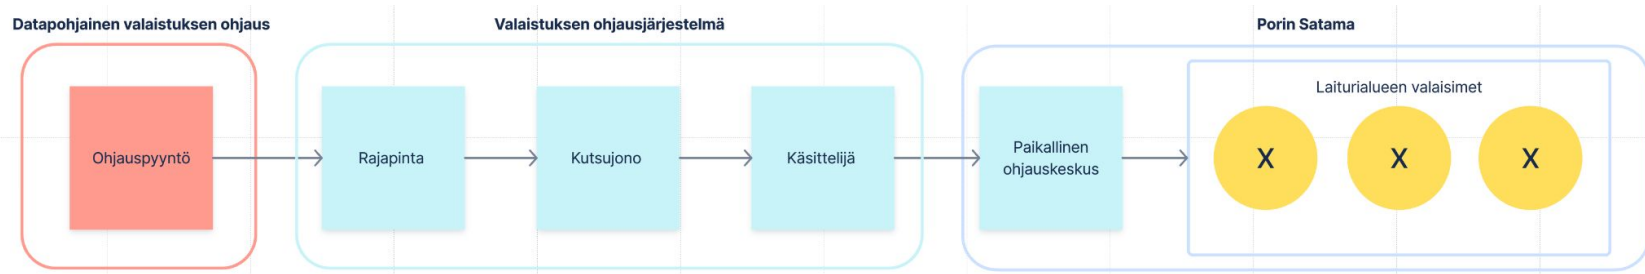 Datapohjainen valaistuksen ohjaus
Valaistuksen ohjausjärjestelmä
Porin Satama
Ohjauspyyntö
Rajapinta
Kutsujono
Käsittelijä
Paikallinen
ohjauskeskus
Laiturialueen valaisimet
X
X
X